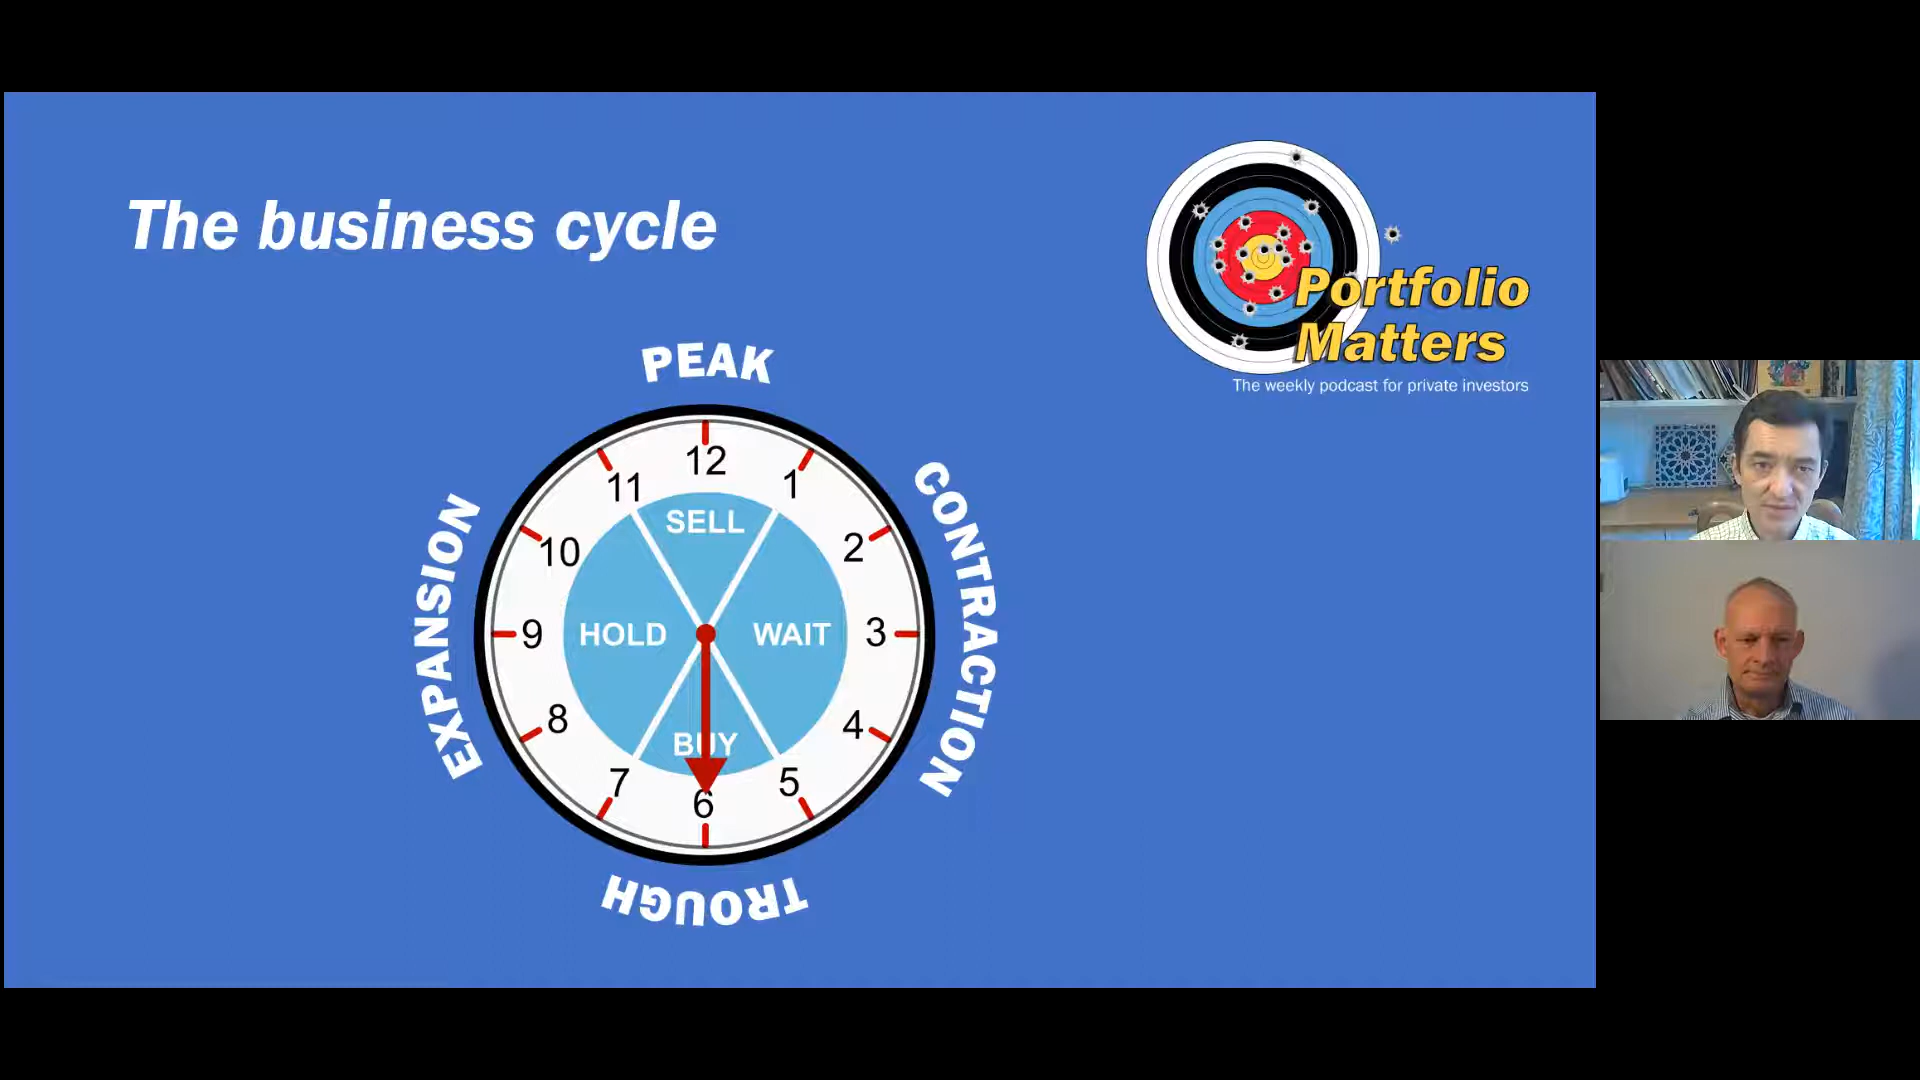 The business cycle
Portfolio
Matters
The weekly podcast for private investors
PEAK
CONTRACTION
TROUGH
EXPANSION
12
1
2
3
4
5
6
7
8
9
10
11
SELL
WAIT
BUY
HOLD